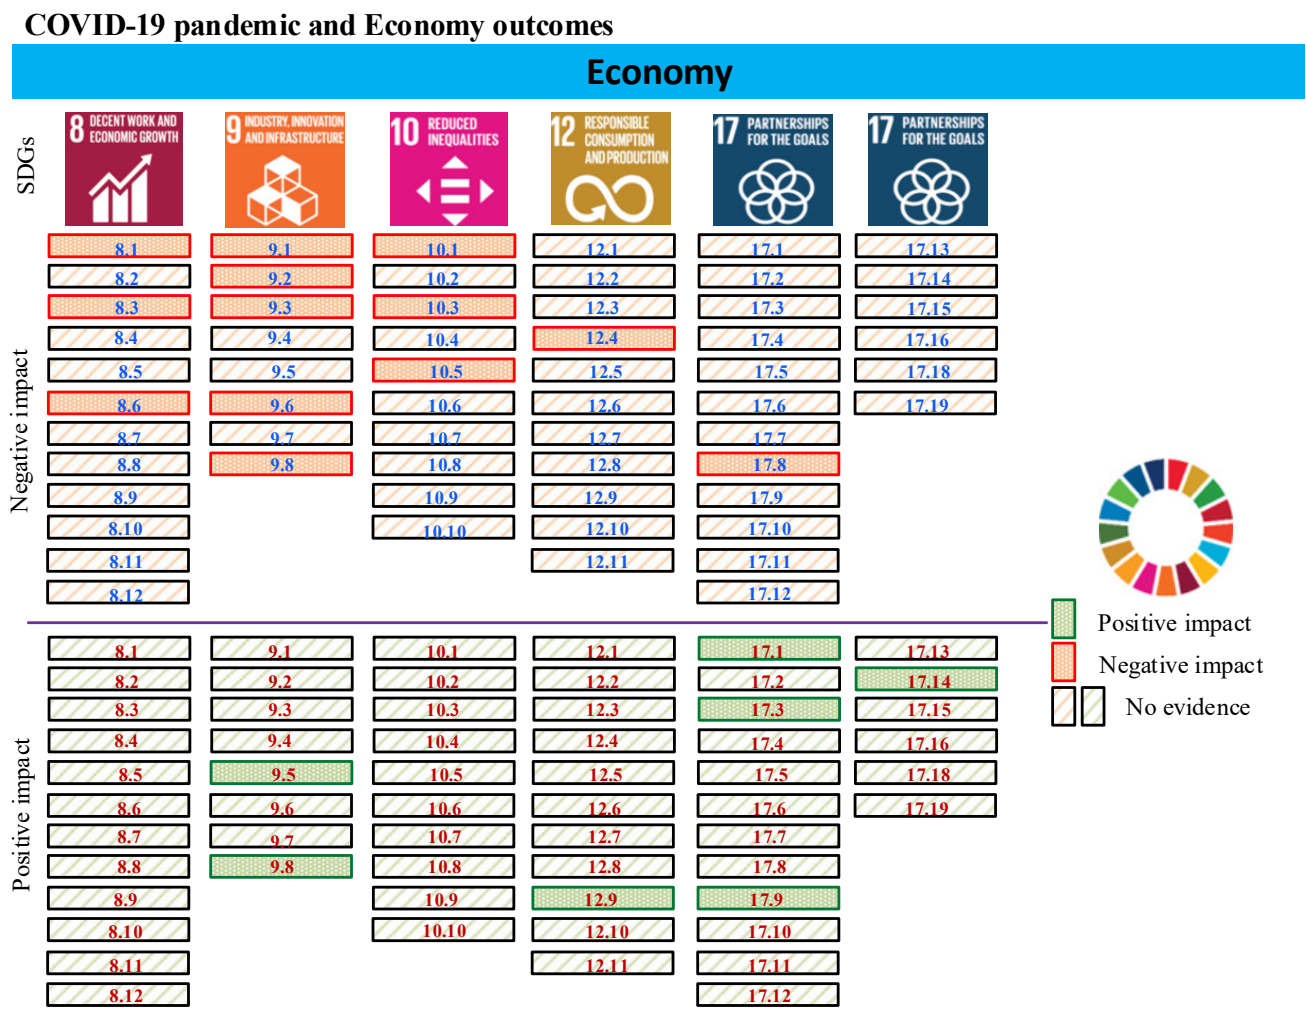 COVID-19 pandemic and Economy outcomes
Economy
SDGs
8 DECENT WORK AND ECONOMIC GROWTH
9 INDUSTRY, INNOVATION AND INFRASTRUCTURE
10 REDUCED INEQUALITIES
12 RESPONSIBLE CONSUMPTION AND PRODUCTION
17 PARTNERSHIPS FOR THE GOALS
17 PARTNERSHIPS FOR THE GOALS
Negative impact
8.1 9.1 10.1 12.1 17.1 17.13
8.2 9.2 10.2 12.2 17.2 17.14
8.3 9.3 10.3 12.3 17.3 17.15
8.4 9.4 10.4 12.4 17.4 17.16
8.5 9.5 10.5 12.5 17.5 17.18
8.6 9.6 10.6 12.6 17.6 17.19
8.7 9.7 10.7 12.7 17.7
8.8 9.8 10.8 12.8 17.8
8.9 10.9 12.9 17.9
8.10 10.10 12.10 17.10
8.11 12.11 17.11
8.12 17.12
Positive impact
Negative impact
No evidence
Positive impact
8.1 9.1 10.1 12.1 17.1 17.13
8.2 9.2 10.2 12.2 17.2 17.14
8.3 9.3 10.3 12.3 17.3 17.15
8.4 9.4 10.4 12.4 17.4 17.16
8.5 9.5 10.5 12.5 17.5 17.18
8.6 9.6 10.6 12.6 17.6 17.19
8.7 9.7 10.7 12.7 17.7
8.8 9.8 10.8 12.8 17.8
8.9 10.9 12.9 17.9
8.10 10.10 12.10 17.10
8.11 12.11 17.11
8.12 17.12